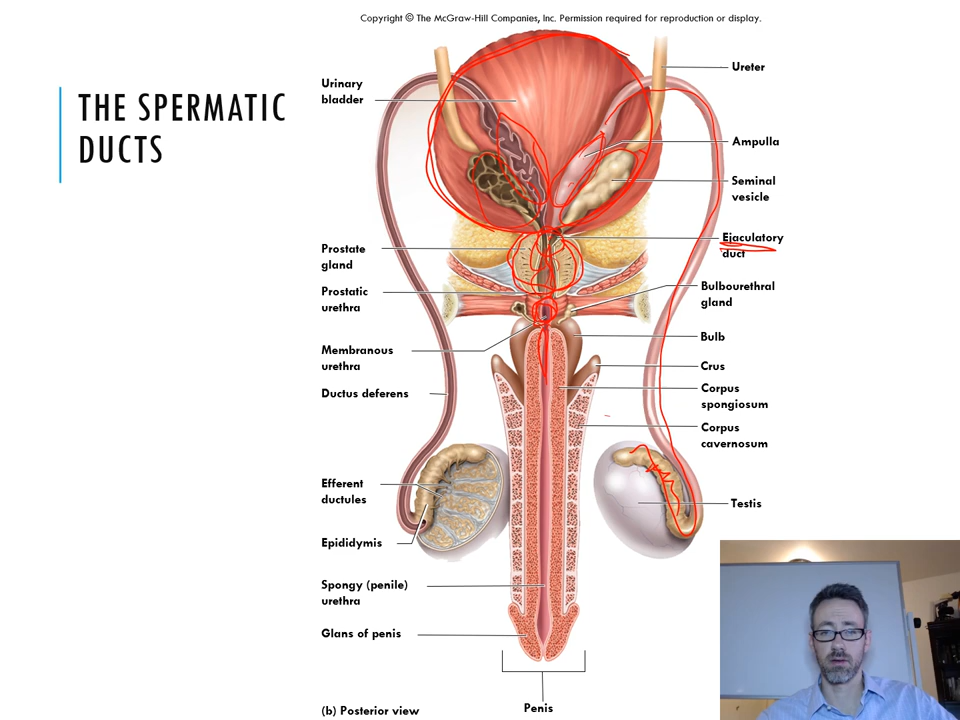 Copyright © The McGraw-Hill Companies, Inc. Permission required for reproduction or display.
THE SPERMATIC
DUCTS
Urinary
bladder
Prostate
gland
Prostatic
urethra
Membranous
urethra
Ductus deferens
Efferent
ductules
Epididymis
Spongy (penile)
urethra
Glans of penis
(b) Posterior view
Ureter
Ampulla
Seminal
vesicle
Ejaculatory
duct
Bulbourethral
gland
Bulb
Crus
Corpus
spongiosum
Corpus
cavernosum
Testis
Penis